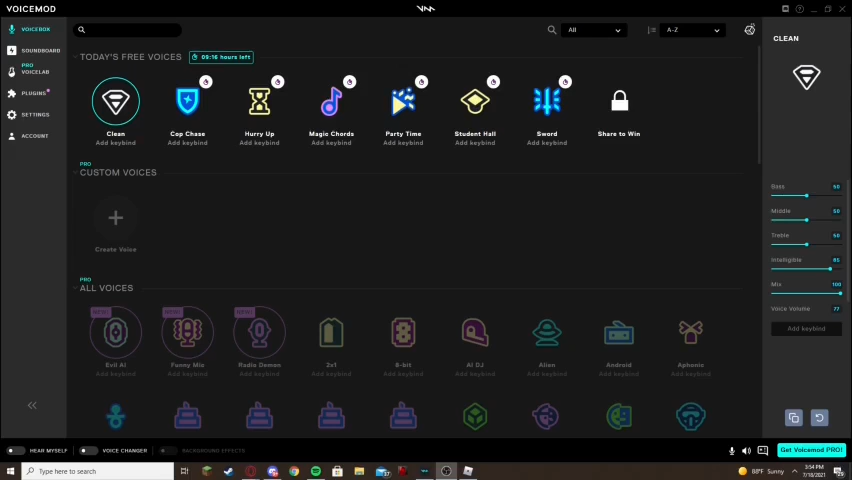 VOICEMOD
VOICEBOX
SOUNDBOARD
PRO
VOICELAB
PLUGINS
SETTINGS
ACCOUNT
All
A-Z
TODAY'S FREE VOICES
09:16 hours left
Clean
Cop Chase
Hurry Up
Magic Chords
Party Time
Student Hall
Sword
Share to Win
Add keybind
Add keybind
Add keybind
Add keybind
Add keybind
Add keybind
Add keybind
PRO
CUSTOM VOICES
Create Voice
PRO
ALL VOICES
NEW!
NEW!
NEW!
Evil AI
Funny Mic
Radio Demon
2x1
8-bit
AI DJ
Alien
Android
Aphonic
Add keybind
Add keybind
Add keybind
Add keybind
Add keybind
Add keybind
Add keybind
Add keybind
Add keybind
CLEAN
Bass 50
Middle 50
Treble 50
Intelligible 85
Mix 100
Voice Volume 77
Add keybind
HEAR MYSELF
VOICE CHANGER
BACKGROUND EFFECTS
Get Voicemod PRO!
Type here to search
88°F Sunny
3:54 PM
7/18/2021